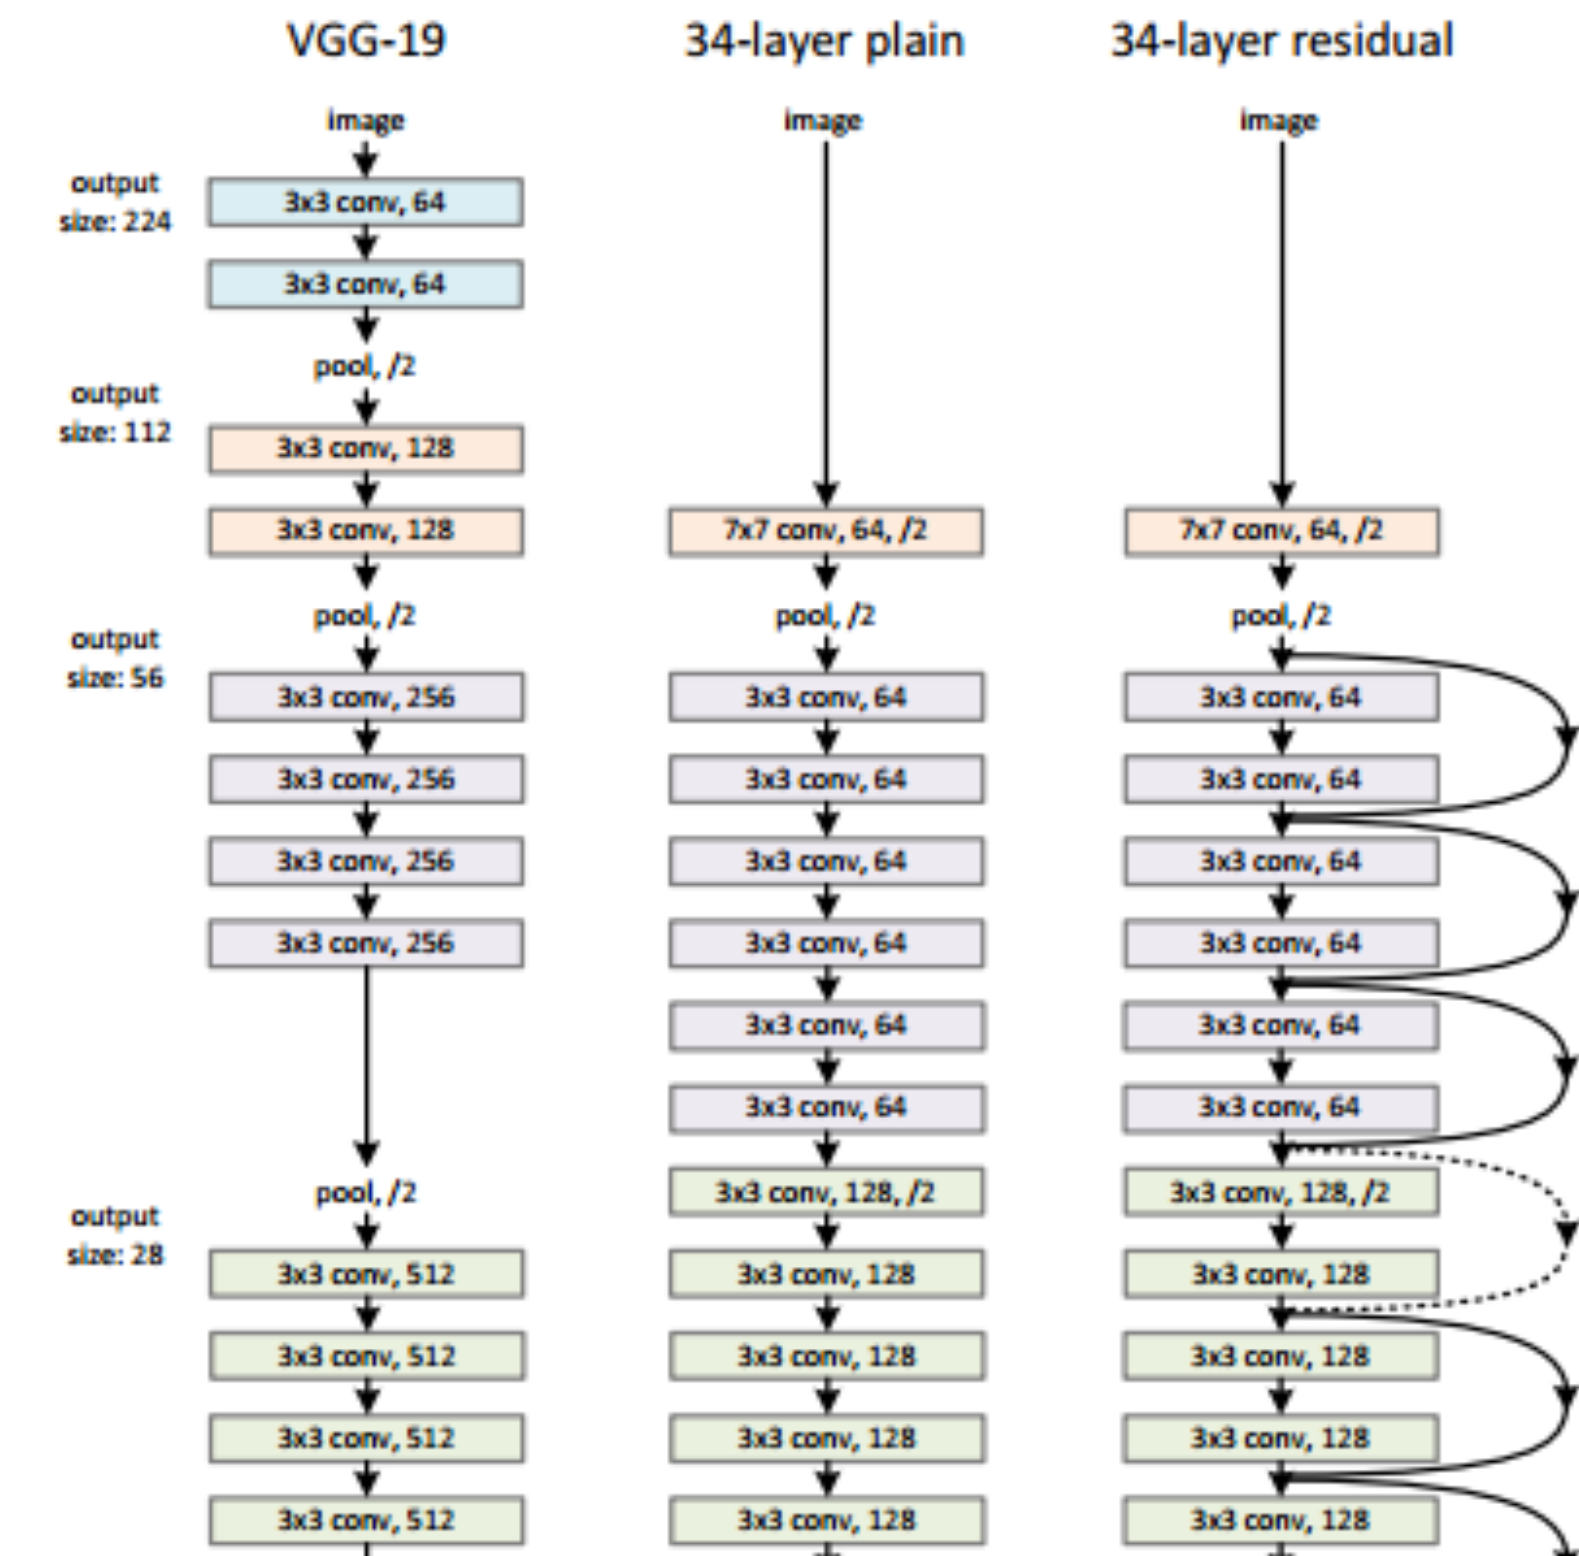 VGG-19
34-layer plain
34-layer residual
image
image
image
output
size: 224
3x3 conv, 64
3x3 conv, 64
pool, /2
output
size: 112
3x3 conv, 128
3x3 conv, 128
7x7 conv, 64, /2
7x7 conv, 64, /2
pool, /2
pool, /2
pool, /2
output
size: 56
3x3 conv, 256
3x3 conv, 64
3x3 conv, 64
3x3 conv, 256
3x3 conv, 64
3x3 conv, 64
3x3 conv, 256
3x3 conv, 64
3x3 conv, 64
3x3 conv, 256
3x3 conv, 64
3x3 conv, 64
3x3 conv, 64
3x3 conv, 64
3x3 conv, 64
3x3 conv, 64
pool, /2
3x3 conv, 128, /2
3x3 conv, 128, /2
output
size: 28
3x3 conv, 512
3x3 conv, 128
3x3 conv, 128
3x3 conv, 512
3x3 conv, 128
3x3 conv, 128
3x3 conv, 512
3x3 conv, 128
3x3 conv, 128
3x3 conv, 512
3x3 conv, 128
3x3 conv, 128